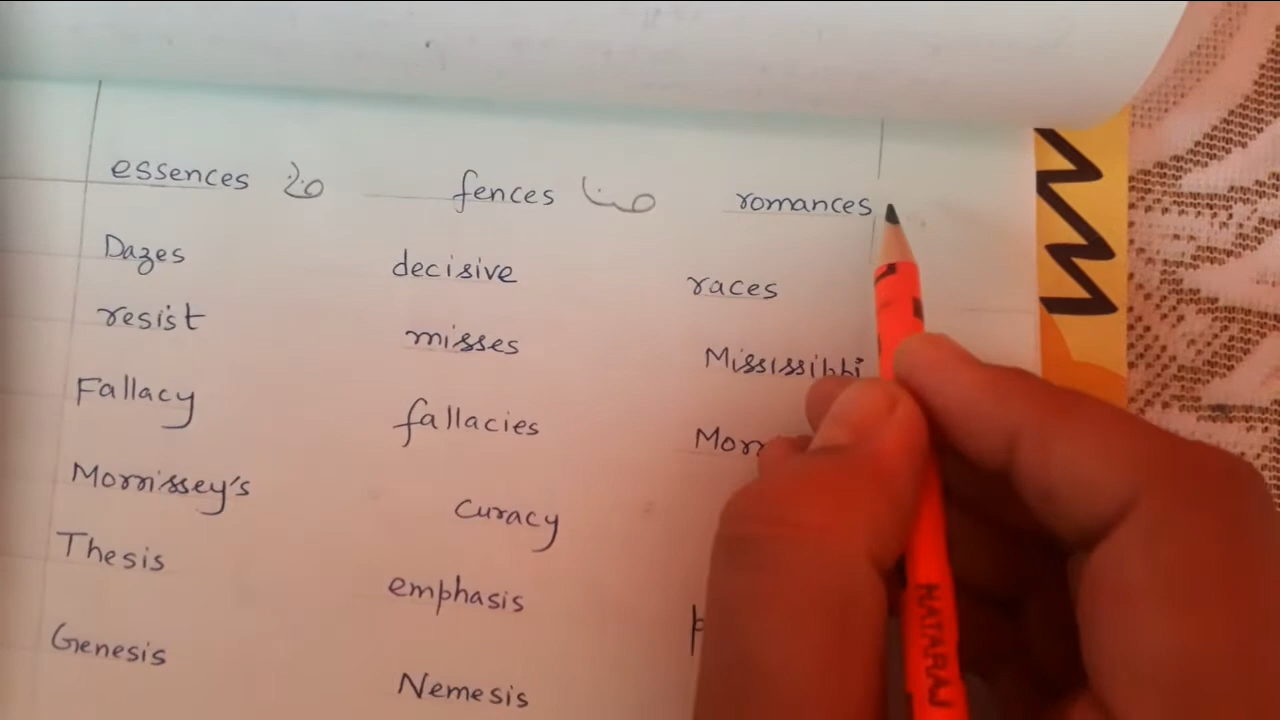 essences fences romances
Dazes decisive races
resist misses Mississippi
Fallacy fallacies
Morrissey's curacy
Thesis emphasis
Genesis Nemesis
NATARAJ